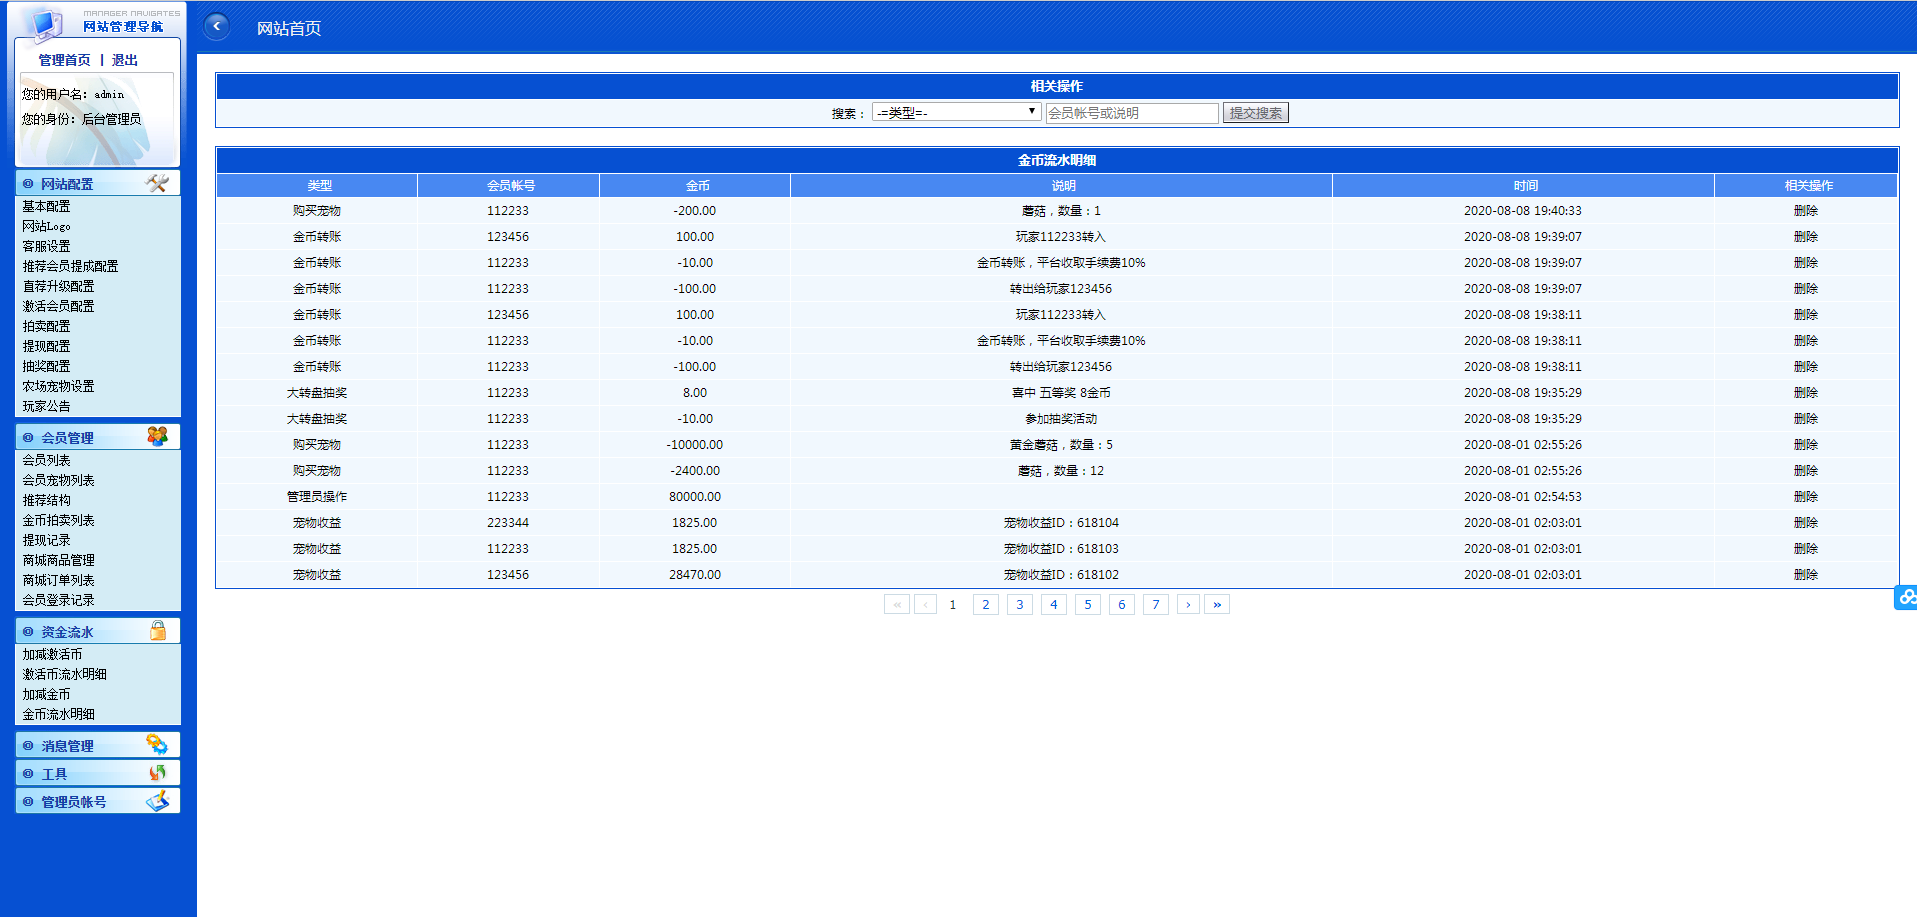 MANAGER NAVIGATES
网站管理导航
管理首页 | 退出
您的用户名：admin
您的身份：后台管理员
网站配置
基本配置
网站Logo
客服设置
推荐会员提成配置
直荐升级配置
激活会员配置
拍卖配置
提现配置
抽奖配置
农场宠物设置
玩家公告
会员管理
会员列表
会员宠物列表
推荐结构
金币拍卖列表
提现记录
商城商品管理
商城订单列表
会员登录记录
资金流水
加减激活币
激活币流水明细
加减金币
金币流水明细
消息管理
工具
管理员帐号
网站首页
相关操作
搜索： -=类型=- 会员帐号或说明 提交搜索
金币流水明细
类型 会员帐号 金币 说明 时间 相关操作
购买宠物 112233 -200.00 蘑菇，数量：1 2020-08-08 19:40:33 删除
金币转账 123456 100.00 玩家112233转入 2020-08-08 19:39:07 删除
金币转账 112233 -10.00 金币转账，平台收取手续费10% 2020-08-08 19:39:07 删除
金币转账 112233 -100.00 转出给玩家123456 2020-08-08 19:39:07 删除
金币转账 123456 100.00 玩家112233转入 2020-08-08 19:38:11 删除
金币转账 112233 -10.00 金币转账，平台收取手续费10% 2020-08-08 19:38:11 删除
金币转账 112233 -100.00 转出给玩家123456 2020-08-08 19:38:11 删除
大转盘抽奖 112233 8.00 喜中 五等奖 8金币 2020-08-08 19:35:29 删除
大转盘抽奖 112233 -10.00 参加抽奖活动 2020-08-08 19:35:29 删除
购买宠物 112233 -10000.00 黄金蘑菇，数量：5 2020-08-01 02:55:26 删除
购买宠物 112233 -2400.00 蘑菇，数量：12 2020-08-01 02:55:26 删除
管理员操作 112233 80000.00 2020-08-01 02:54:53 删除
宠物收益 223344 1825.00 宠物收益ID：618104 2020-08-01 02:03:01 删除
宠物收益 112233 1825.00 宠物收益ID：618103 2020-08-01 02:03:01 删除
宠物收益 123456 28470.00 宠物收益ID：618102 2020-08-01 02:03:01 删除
« ‹ 1 2 3 4 5 6 7 › »